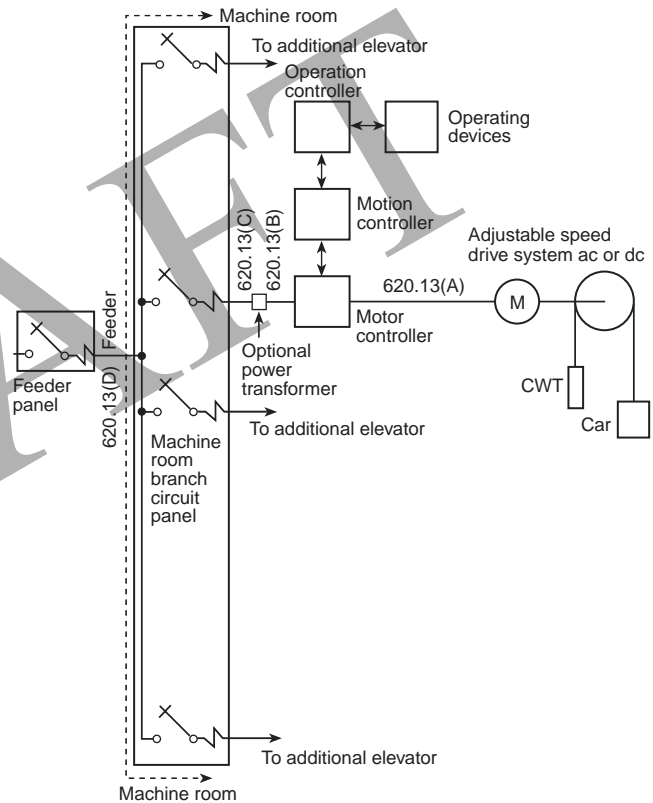 Machine room
To additional elevator
Operation
controller
Operating
devices
Motion
controller
620.13(C)
620.13(B)
Adjustable speed
drive system ac or dc
620.13(A)
M
Motor
controller
Optional
power
transformer
Feeder
620.13(D)
Feeder
panel
CWT
Car
To additional elevator
Machine
room
branch
circuit
panel
To additional elevator
Machine room
AFT